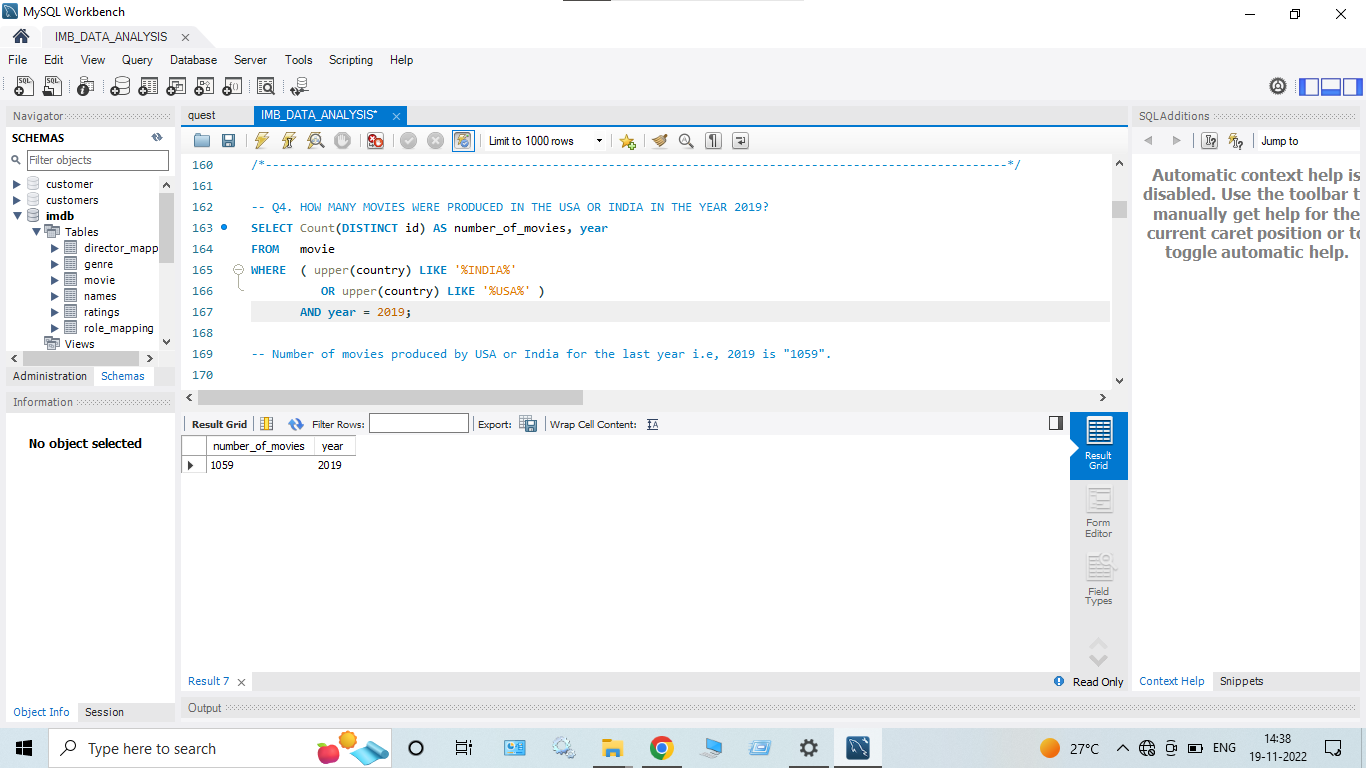 MySQL Workbench
IMB_DATA_ANALYSIS
File Edit View Query Database Server Tools Scripting Help
Navigator
SCHEMAS
Filter objects
customer
customers
imdb
Tables
director_mapp
genre
movie
names
ratings
role_mapping
Views
Administration Schemas
Information
No object selected
Object Info Session
quest IMB_DATA_ANALYSIS*
Limit to 1000 rows
160 /*----------------------------------------------------------------------------------------------------------*/
161
162 -- Q4. HOW MANY MOVIES WERE PRODUCED IN THE USA OR INDIA IN THE YEAR 2019?
163 SELECT Count(DISTINCT id) AS number_of_movies, year
164 FROM movie
165 WHERE ( upper(country) LIKE '%INDIA%'
166 OR upper(country) LIKE '%USA%' )
167 AND year = 2019;
168
169 -- Number of movies produced by USA or India for the last year i.e, 2019 is "1059".
170
Result Grid Filter Rows: Export: Wrap Cell Content:
number_of_movies year
1059 2019
Result Grid
Form Editor
Field Types
Result 7
Read Only
Output
SQLAdditions
Jump to
Automatic context help is
disabled. Use the toolbar t
manually get help for the
current caret position or to
toggle automatic help.
Context Help Snippets
Type here to search
27°C
ENG
14:38
19-11-2022